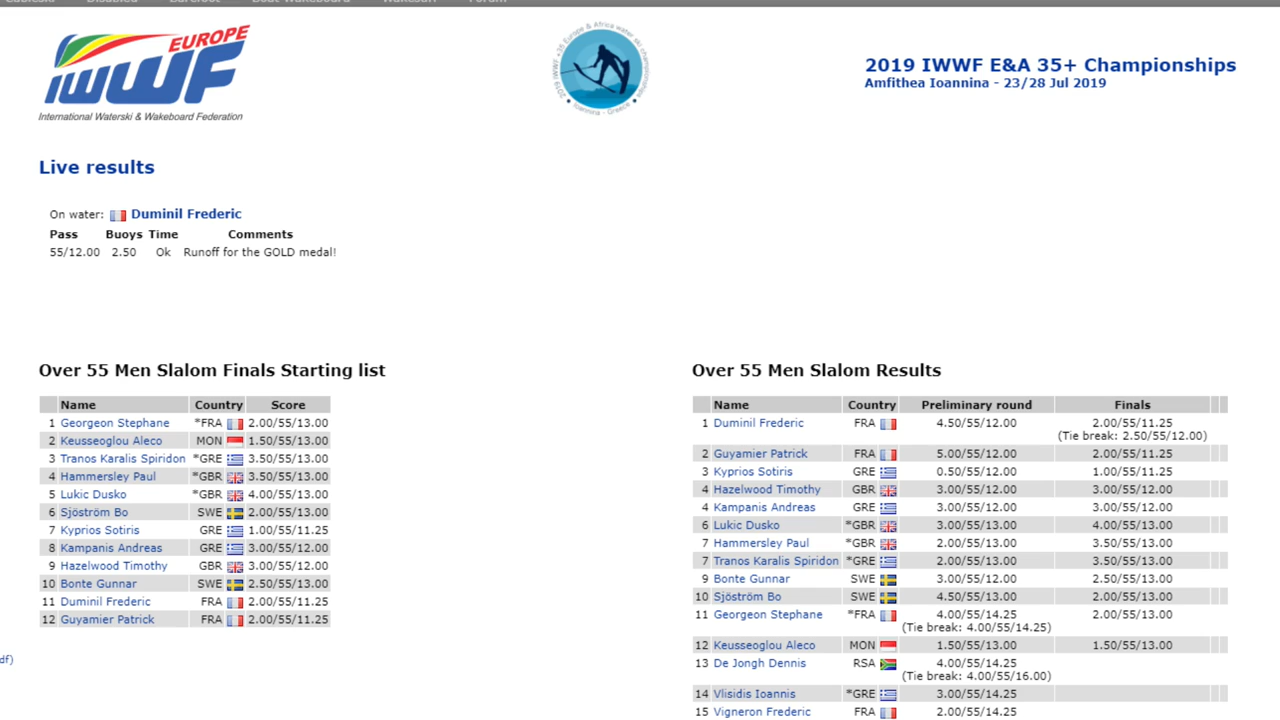 Cableski Disabled Barefoot Boat Wakeboard Wakesurf Forum
EUROPE
IWWF
International Waterski & Wakeboard Federation
2019 IWWF +35 Europe & Africa water ski championships
Ioannina - Greece
2019 IWWF E&A 35+ Championships
Amfithea Ioannina - 23/28 Jul 2019
Live results
On water: Duminil Frederic
Pass Buoys Time Comments
55/12.00 2.50 Ok Runoff for the GOLD medal!
Over 55 Men Slalom Finals Starting list
Name Country Score
1 Georgeon Stephane *FRA 2.00/55/13.00
2 Keusseoglou Aleco MON 1.50/55/13.00
3 Tranos Karalis Spiridon *GRE 3.50/55/13.00
4 Hammersley Paul *GBR 3.50/55/13.00
5 Lukic Dusko *GBR 4.00/55/13.00
6 Sjöström Bo SWE 2.00/55/13.00
7 Kyprios Sotiris GRE 1.00/55/11.25
8 Kampanis Andreas GRE 3.00/55/12.00
9 Hazelwood Timothy GBR 3.00/55/12.00
10 Bonte Gunnar SWE 2.50/55/13.00
11 Duminil Frederic FRA 2.00/55/11.25
12 Guyamier Patrick FRA 2.00/55/11.25
df)
Over 55 Men Slalom Results
Name Country Preliminary round Finals
1 Duminil Frederic FRA 4.50/55/12.00 2.00/55/11.25
(Tie break: 2.50/55/12.00)
2 Guyamier Patrick FRA 5.00/55/12.00 2.00/55/11.25
3 Kyprios Sotiris GRE 0.50/55/12.00 1.00/55/11.25
4 Hazelwood Timothy GBR 3.00/55/12.00 3.00/55/12.00
4 Kampanis Andreas GRE 3.00/55/12.00 3.00/55/12.00
6 Lukic Dusko *GBR 3.00/55/13.00 4.00/55/13.00
7 Hammersley Paul *GBR 2.00/55/13.00 3.50/55/13.00
7 Tranos Karalis Spiridon *GRE 2.00/55/13.00 3.50/55/13.00
9 Bonte Gunnar SWE 3.00/55/12.00 2.50/55/13.00
10 Sjöström Bo SWE 4.50/55/13.00 2.00/55/13.00
11 Georgeon Stephane *FRA 4.00/55/14.25 2.00/55/13.00
(Tie break: 4.00/55/14.25)
12 Keusseoglou Aleco MON 1.50/55/13.00 1.50/55/13.00
13 De Jongh Dennis RSA 4.00/55/14.25
(Tie break: 4.00/55/16.00)
14 Vlisidis Ioannis *GRE 3.00/55/14.25
15 Vigneron Frederic FRA 2.00/55/14.25